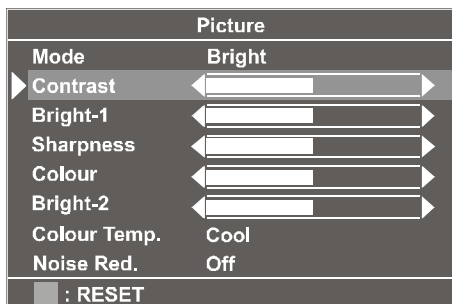 Picture
Mode Bright
Contrast
Bright-1
Sharpness
Colour
Bright-2
Colour Temp. Cool
Noise Red. Off
: RESET